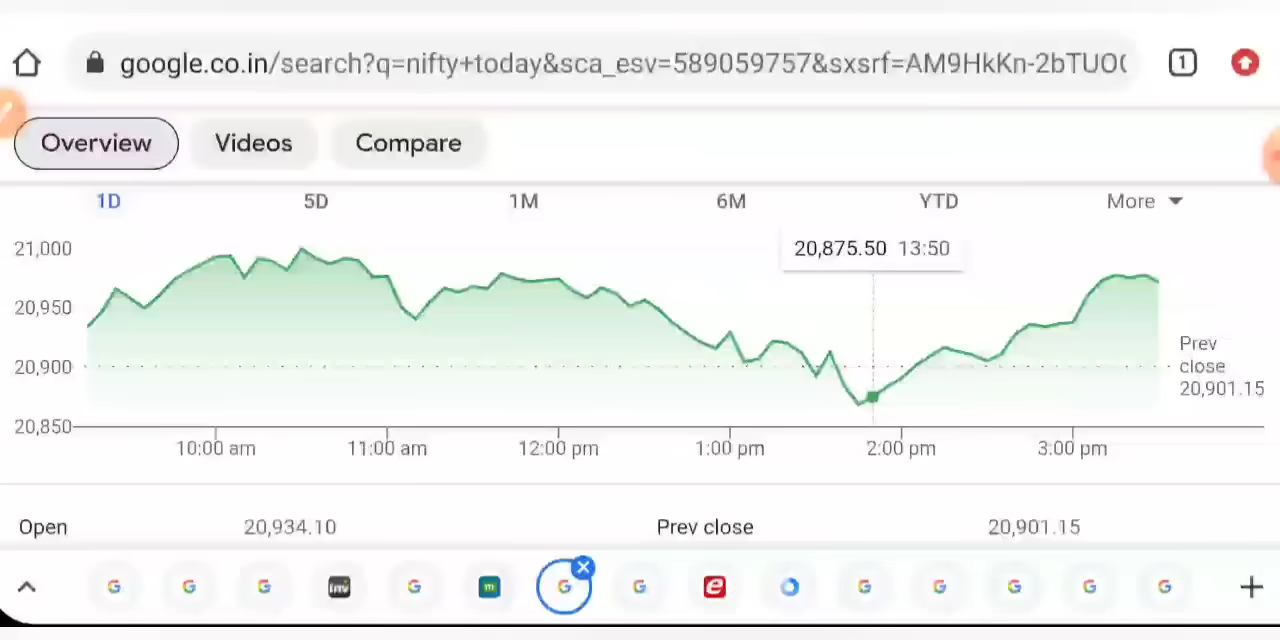 google.co.in/search?q=nifty+today&sca_esv=589059757&sxsrf=AM9HkKn-2bTUO
1
Overview Videos Compare
1D 5D 1M 6M YTD More
20,875.50 13:50
21,000
20,950
20,900
20,850
Prev
close
20,901.15
10:00 am 11:00 am 12:00 pm 1:00 pm 2:00 pm 3:00 pm
Open 20,934.10 Prev close 20,901.15